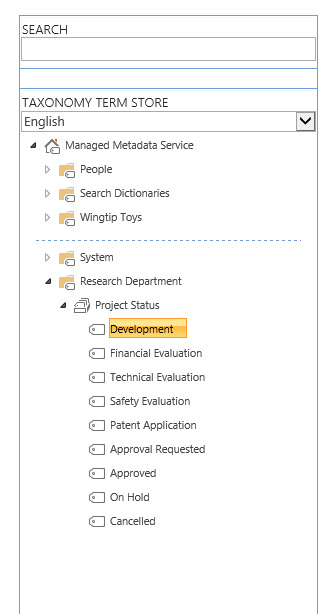 SEARCH
TAXONOMY TERM STORE
English
Managed Metadata Service
People
Search Dictionaries
Wingtip Toys
System
Research Department
Project Status
Development
Financial Evaluation
Technical Evaluation
Safety Evaluation
Patent Application
Approval Requested
Approved
On Hold
Cancelled